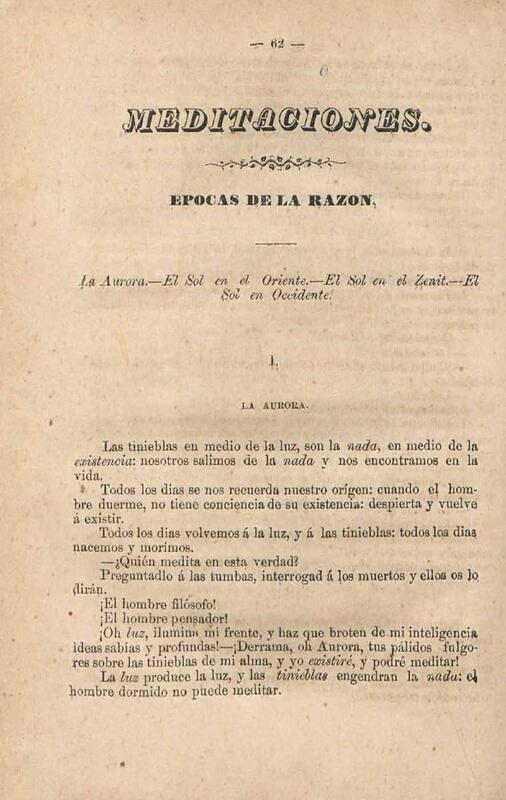 — 62 —
MEDITACIONES.
EPOCAS DE LA RAZON,
La Aurora.—El Sol en el Oriente.—El Sol en el Zenit.—El
Sol en Occidente.
I.
LA AURORA.
Las tinieblas en medio de la luz, son la nada, en medio de la
existencia: nosotros salimos de la nada y nos encontramos en la
vida.
Todos los dias se nos recuerda nuestro orígen: cuando el hom-
bre duerme, no tiene conciencia de su existencia: despierta y vuelve
á existir.
Todos los dias volvemos á la luz, y á las tinieblas: todos los dias
nacemos y morímos.
—¿Quién medita en esta verdad?
Preguntadlo á las tumbas, interrogad á los muertos y ellos os lo
dirán.
¡El hombre filósofo!
¡El hombre pensador!
¡Oh luz, ilumina mi frente, y haz que broten de mi inteligencia
ideas sabias y profundas!—¡Derrama, oh Aurora, tus pálidos fulgo-
res sobre las tinieblas de mi alma, y yo existiré, y podré meditar!
La luz produce la luz, y las tinieblas engendran la nada: el
hombre dormido no puede meditar.